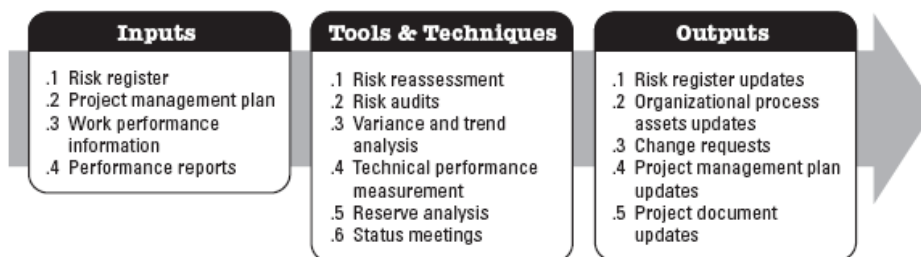 Inputs
.1 Risk register
.2 Project management plan
.3 Work performance
information
.4 Performance reports
Tools & Techniques
.1 Risk reassessment
.2 Risk audits
.3 Variance and trend
analysis
.4 Technical performance
measurement
.5 Reserve analysis
.6 Status meetings
Outputs
.1 Risk register updates
.2 Organizational process
assets updates
.3 Change requests
.4 Project management plan
updates
.5 Project document
updates